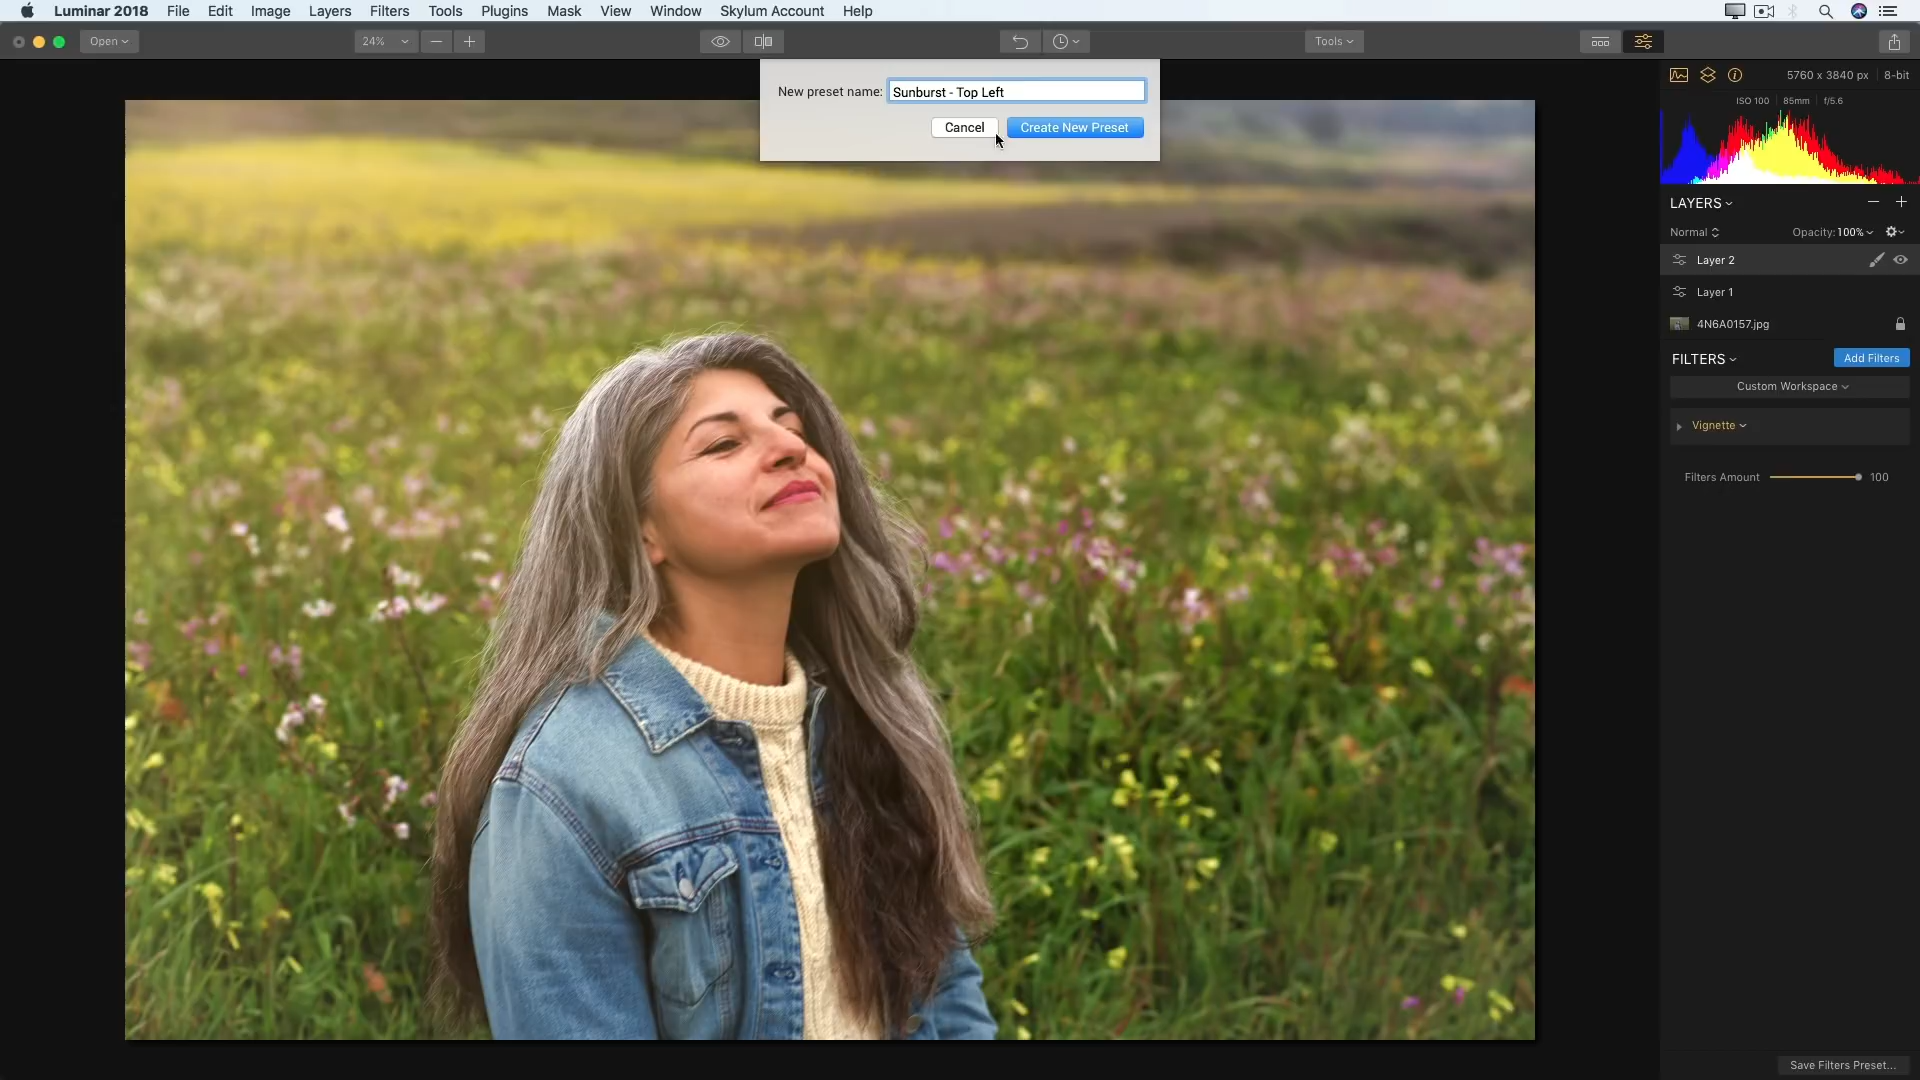 Luminar 2018 File Edit Image Layers Filters Tools Plugins Mask View Window Skylum Account Help
Open 24% Tools
New preset name: Sunburst - Top Left
Cancel Create New Preset
5760 x 3840 px 8-bit
ISO 100 85mm f/5.6
LAYERS
Normal Opacity: 100%
Layer 2
Layer 1
4N6A0157.jpg
FILTERS Add Filters
Custom Workspace
Vignette
Filters Amount 100
Save Filters Preset...